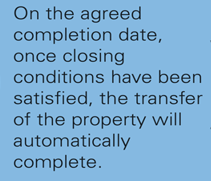 On the agreed
completion date,
once closing
conditions have been
satisfied, the transfer
of the property will
automatically
complete.